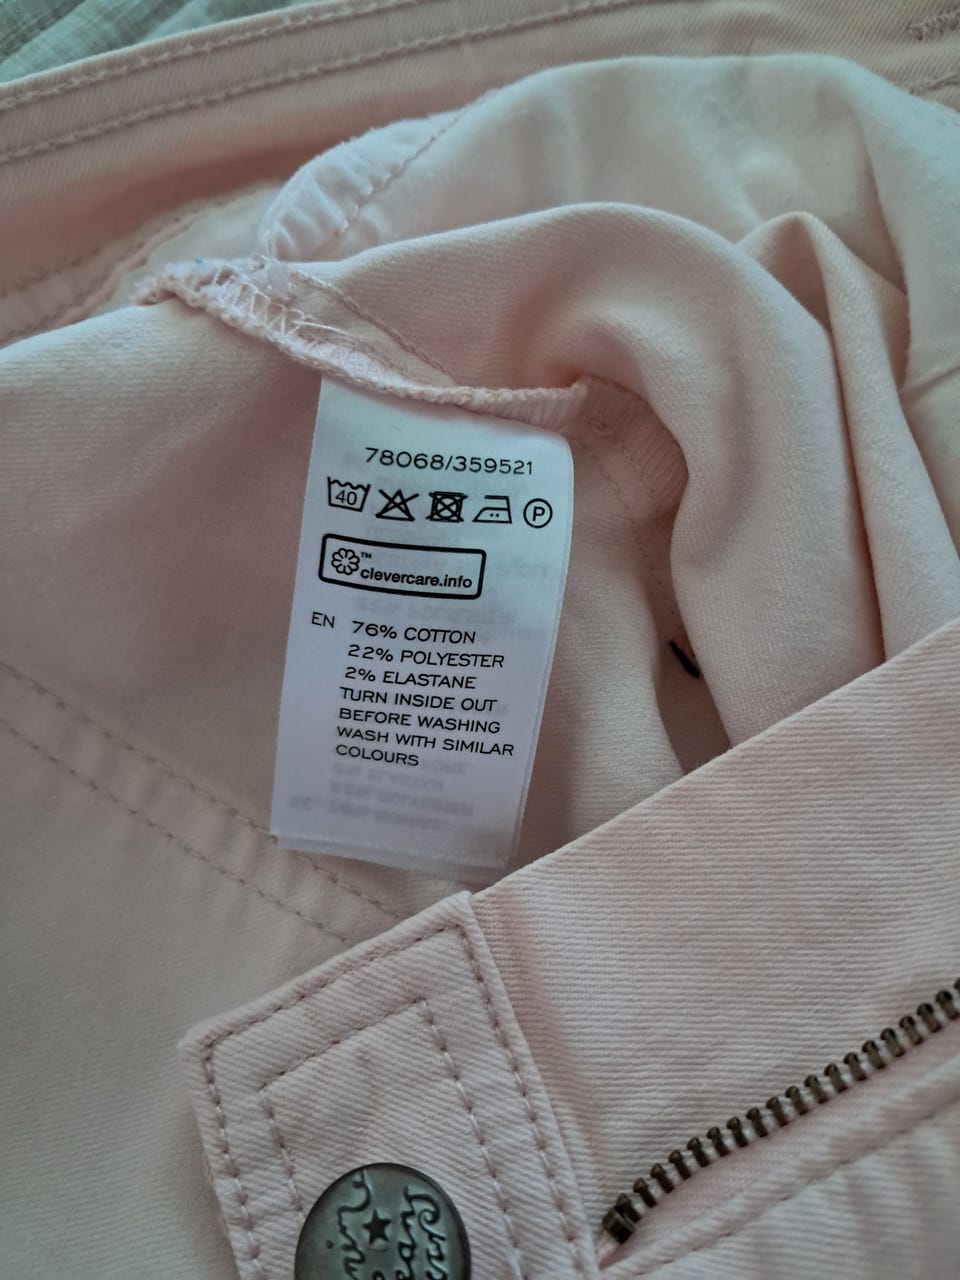 78068/359521
40
P
™
clevercare.info
EN 76% COTTON
22% POLYESTER
2% ELASTANE
TURN INSIDE OUT
BEFORE WASHING
WASH WITH SIMILAR
COLOURS